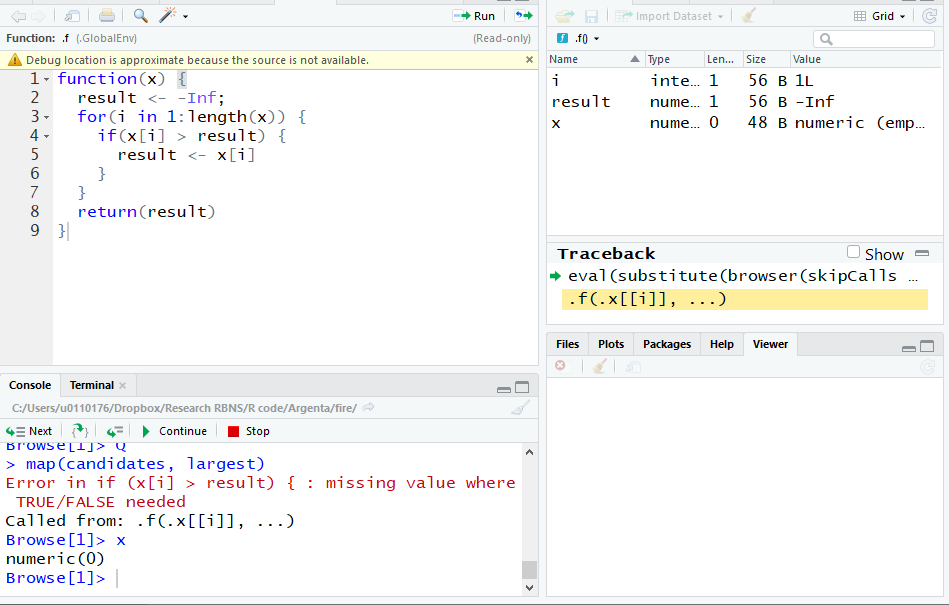 Run
Function: .f (.GlobalEnv)
(Read-only)
Debug location is approximate because the source is not available.
1 function(x) {
2 result <- -Inf;
3 for(i in 1:length(x)) {
4 if(x[i] > result) {
5 result <- x[i]
6 }
7 }
8 return(result)
9 }
Console Terminal
C:/Users/u0110176/Dropbox/Research RBNS/R code/Argenta/fire/
Next Continue Stop
Browse[1]> Q
> map(candidates, largest)
Error in if (x[i] > result) { : missing value where
TRUE/FALSE needed
Called from: .f(.x[[i]], ...)
Browse[1]> x
numeric(0)
Browse[1]>
Import Dataset Grid
.f()
Name Type Len... Size Value
i inte... 1 56 B 1L
result nume... 1 56 B -Inf
x nume... 0 48 B numeric (emp...
Traceback Show
eval(substitute(browser(skipCalls ...
.f(.x[[i]], ...)
Files Plots Packages Help Viewer